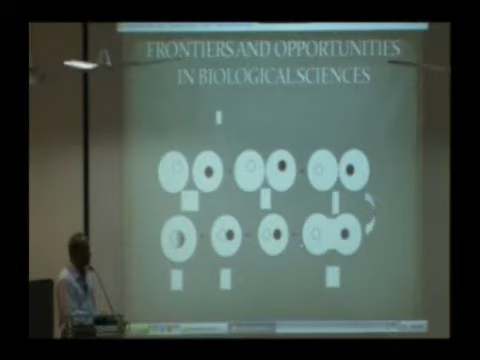 FRONTIERS AND OPPORTUNITIES
IN BIOLOGICAL SCIENCES